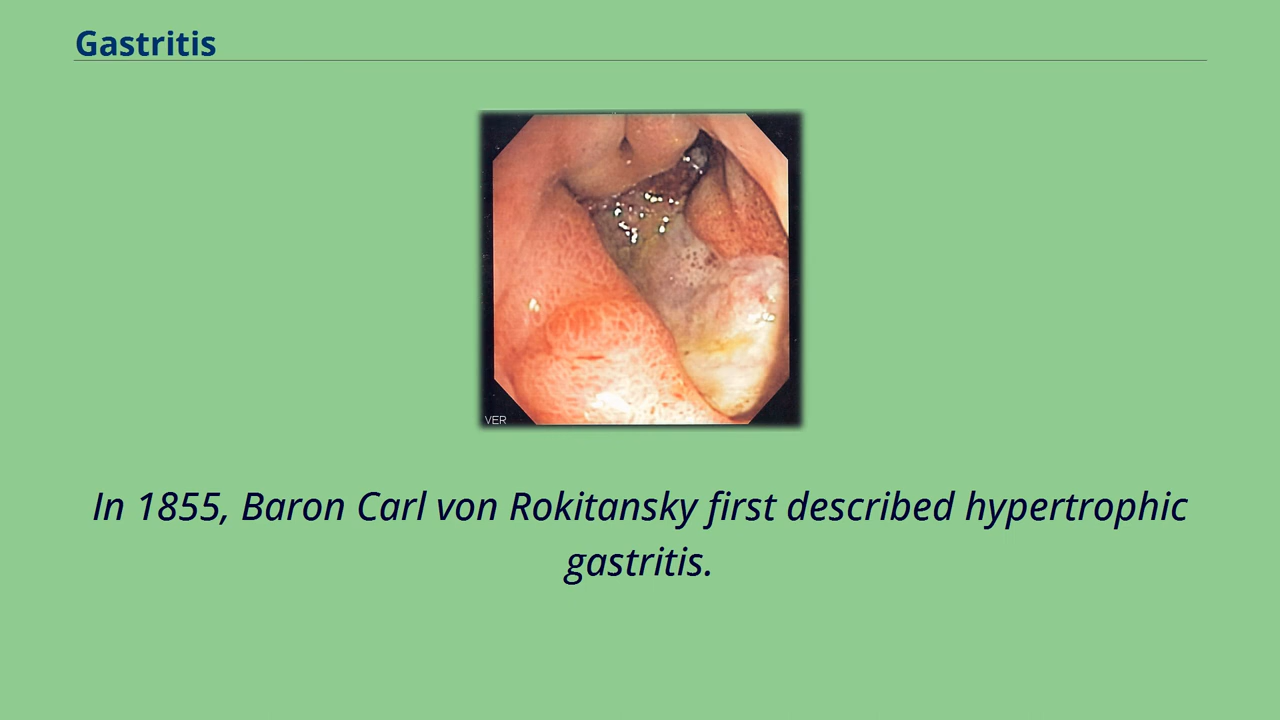 Gastritis
VER
In 1855, Baron Carl von Rokitansky first described hypertrophic
gastritis.